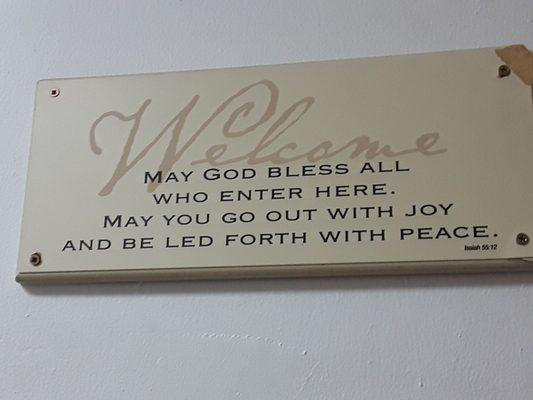 Welcome
MAY GOD BLESS ALL
WHO ENTER HERE.
MAY YOU GO OUT WITH JOY
AND BE LED FORTH WITH PEACE.
Isaiah 55:12